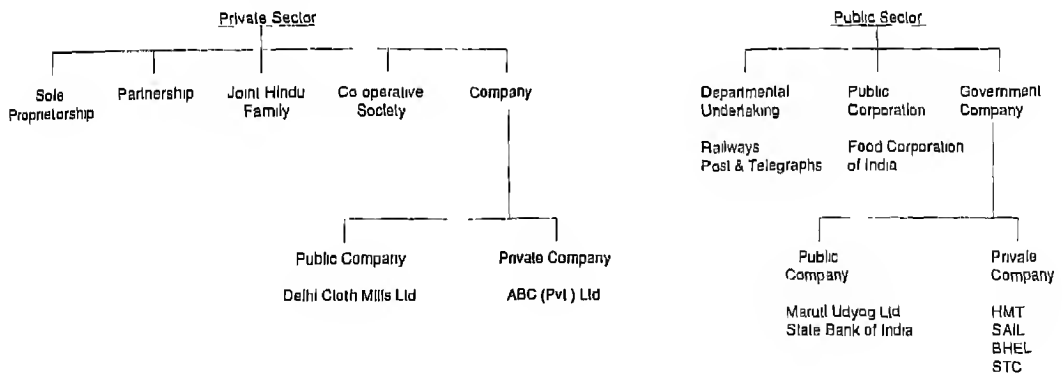 Private Sector
Sole
Proprietorship
Partnership
Joint Hindu
Family
Co operative
Society
Company
Public Company
Delhi Cloth Mills Ltd
Private Company
ABC (Pvt ) Ltd
Public Sector
Departmental
Undertaking
Railways
Post & Telegraphs
Public
Corporation
Food Corporation
of India
Government
Company
Public
Company
Maruti Udyog Ltd
State Bank of India
Private
Company
HMT
SAIL
BHEL
STC